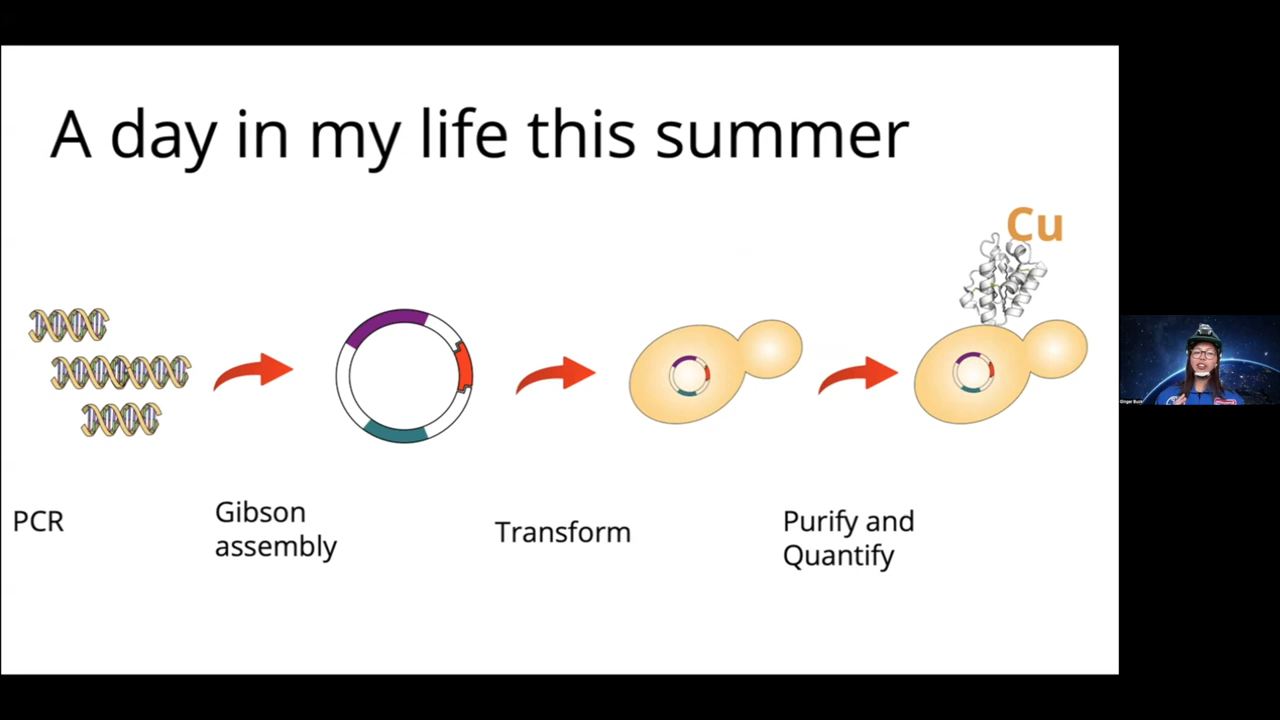 A day in my life this summer
Cu
PCR
Gibson
assembly
Transform
Purify and
Quantify